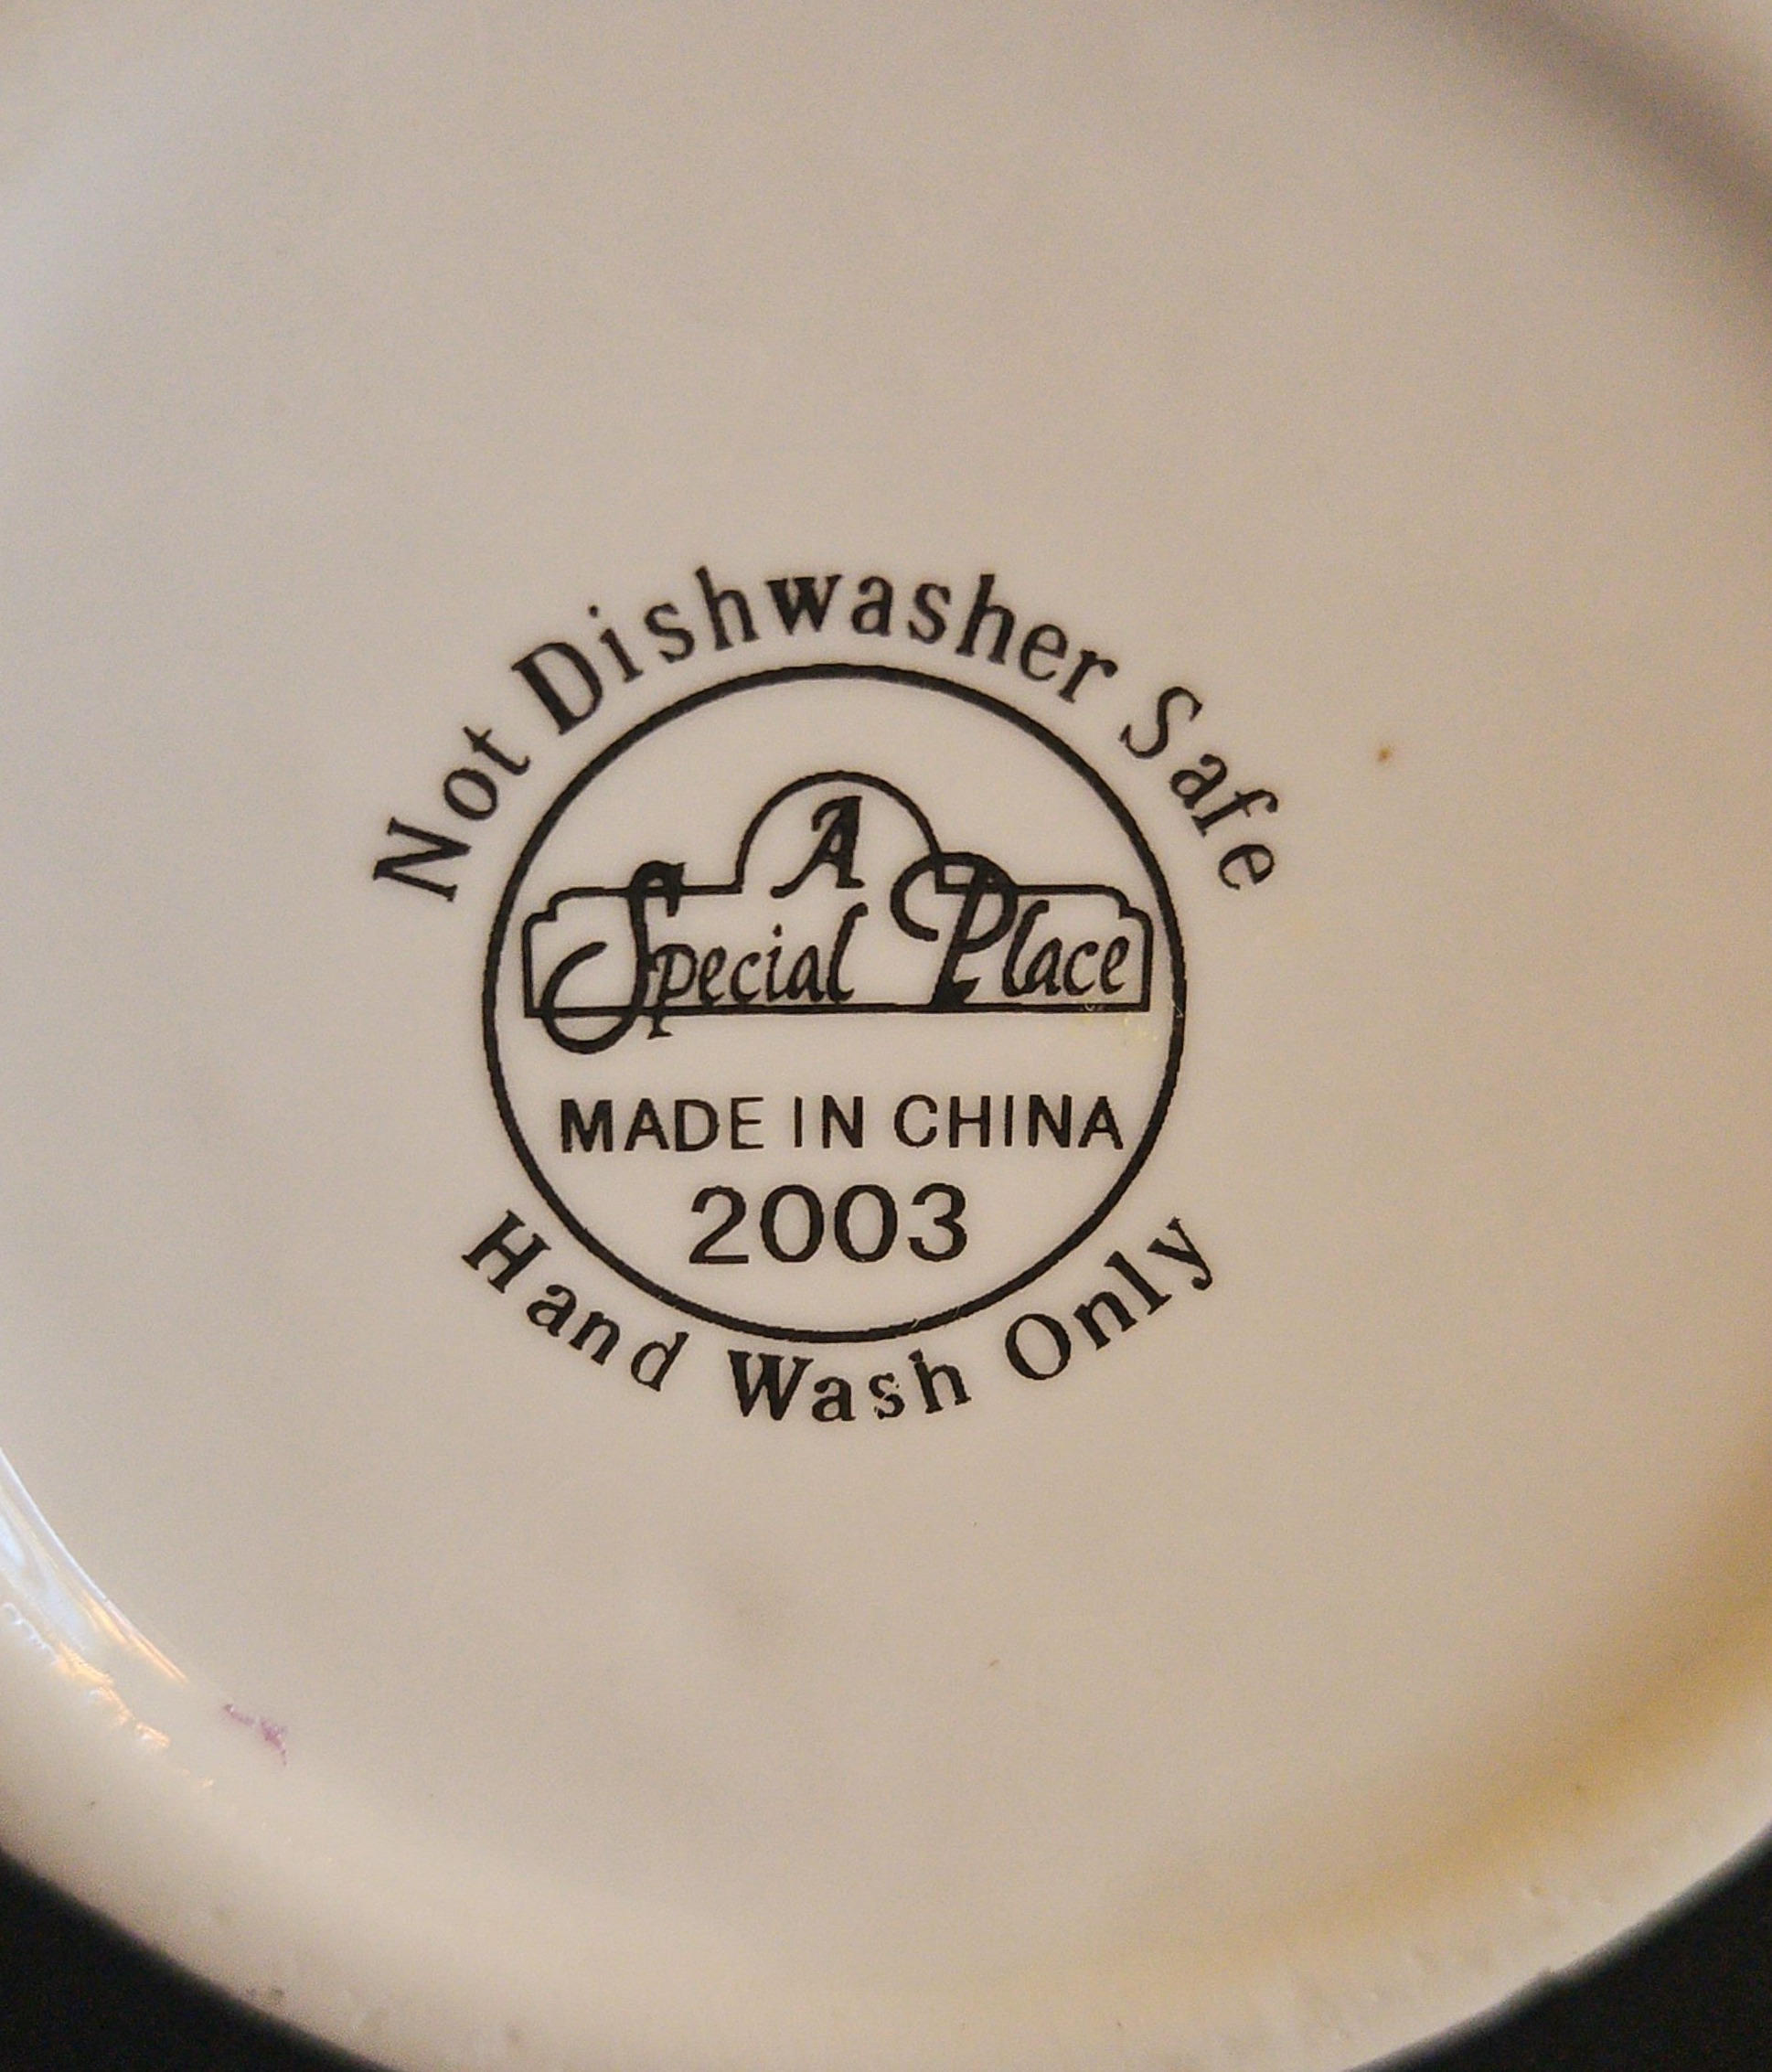 Not Dishwasher Safe
A
Special Place
MADE IN CHINA
2003
Hand Wash Only